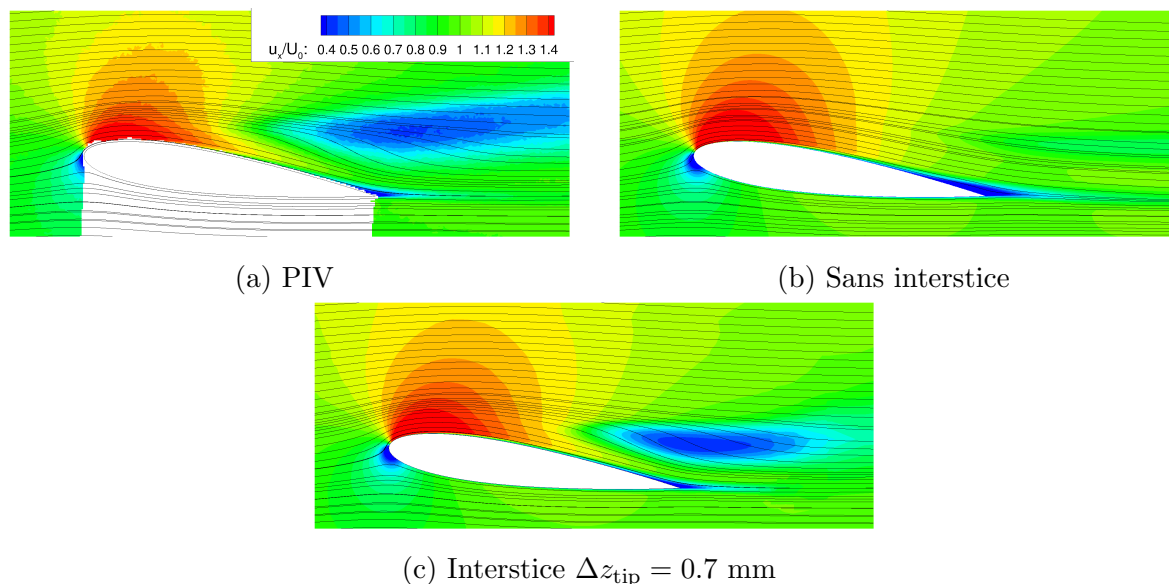 u_x/U_0: 0.4 0.5 0.6 0.7 0.8 0.9 1 1.1 1.2 1.3 1.4
(a) PIV
(b) Sans interstice
(c) Interstice Δz_tip = 0.7 mm